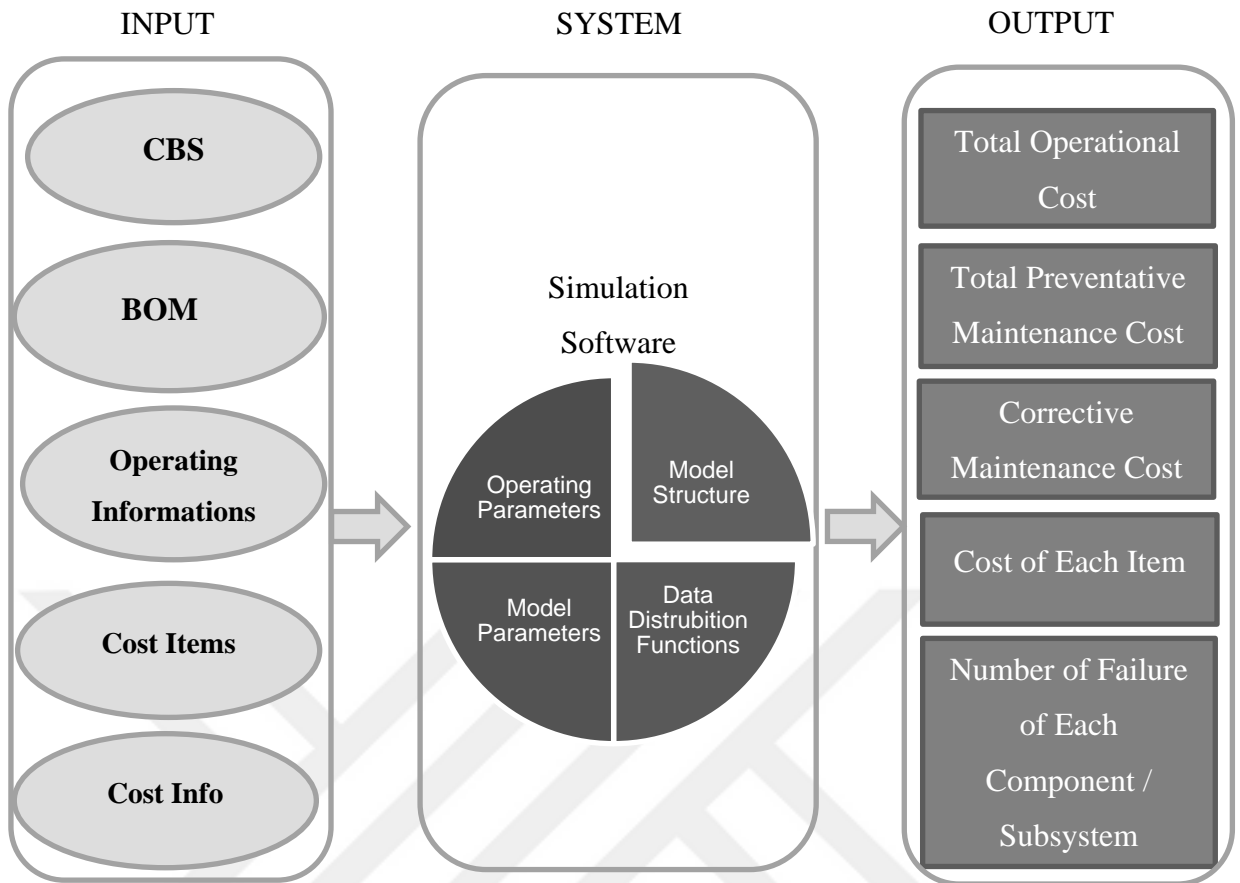 INPUT
SYSTEM
OUTPUT
CBS
BOM
Operating
Informations
Cost Items
Cost Info
Simulation
Software
Operating
Parameters
Model
Structure
Model
Parameters
Data
Distrubition
Functions
Total Operational
Cost
Total Preventative
Maintenance Cost
Corrective
Maintenance Cost
Cost of Each Item
Number of Failure
of Each
Component /
Subsystem